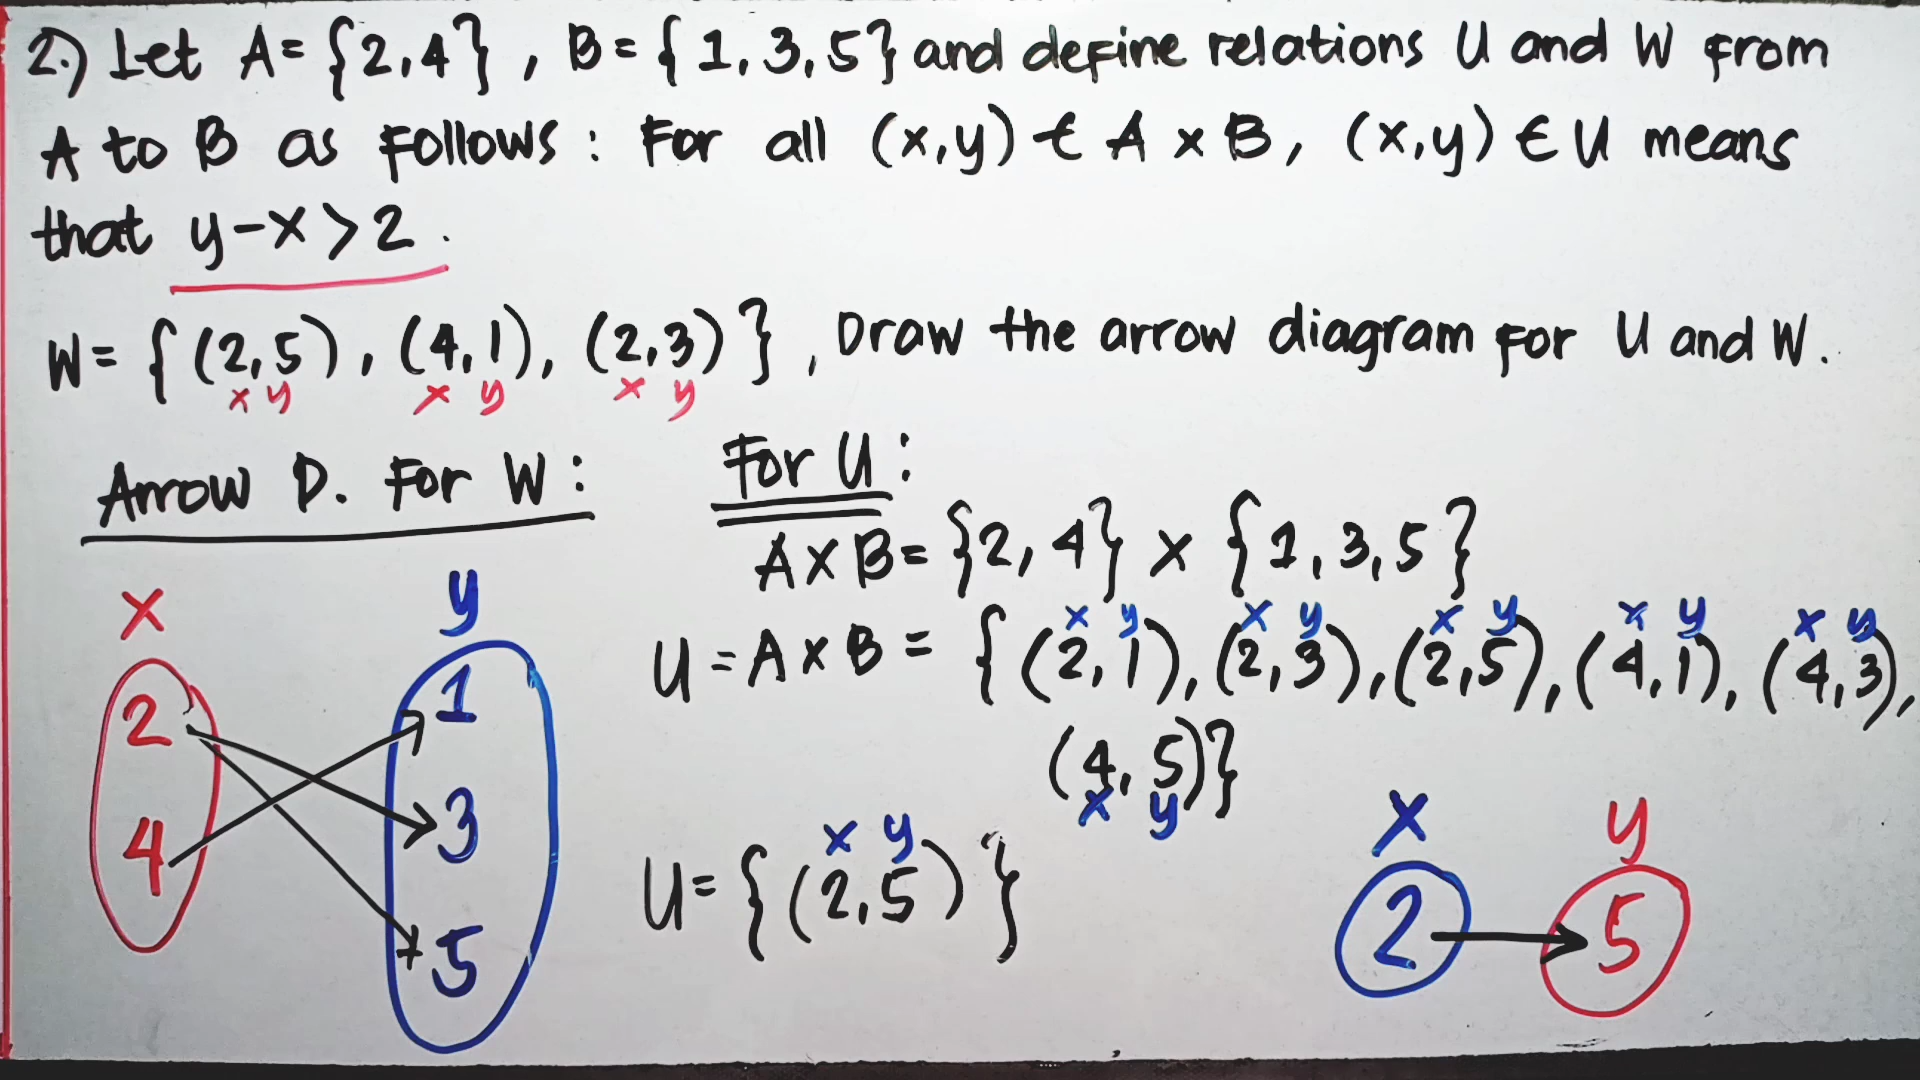 2.) Let A= {2,4}, B= {1,3,5} and define relations U and W from
A to B as follows: For all (x,y) ∈ A x B, (x,y) ∈ U means
that y-x>2.
W= {(2,5), (4,1), (2,3)}, Draw the arrow diagram for U and W.
x y x y x y
Arrow D. For W:
x y
2 1
4 3
5
For U:
A x B= {2,4} x {1,3,5}
x y x y x y x y x y
U = A x B = {(2,1), (2,3), (2,5), (4,1), (4,3),
(4,5)}
x y
x y
U= {(2,5)}
x y
2 5